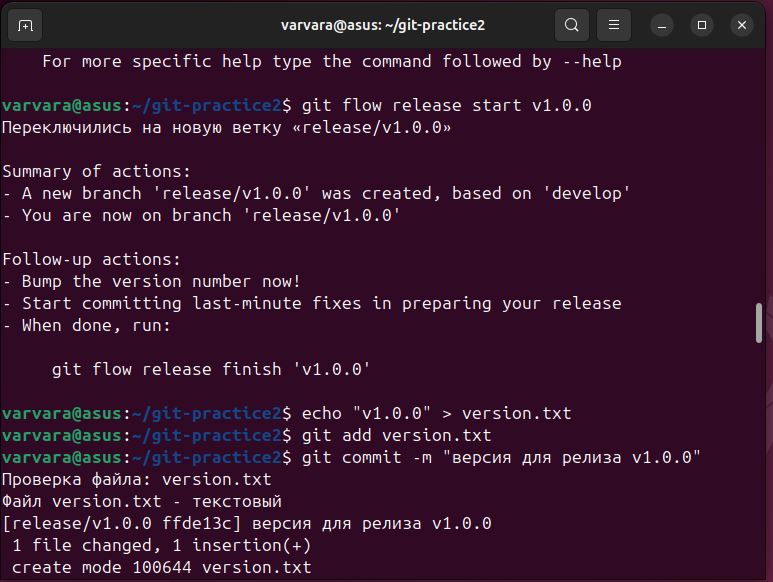 varvara@asus: ~/git-practice2
For more specific help type the command followed by --help
varvara@asus:~/git-practice2$ git flow release start v1.0.0
Переключились на новую ветку «release/v1.0.0»
Summary of actions:
- A new branch 'release/v1.0.0' was created, based on 'develop'
- You are now on branch 'release/v1.0.0'
Follow-up actions:
- Bump the version number now!
- Start committing last-minute fixes in preparing your release
- When done, run:
git flow release finish 'v1.0.0'
varvara@asus:~/git-practice2$ echo "v1.0.0" > version.txt
varvara@asus:~/git-practice2$ git add version.txt
varvara@asus:~/git-practice2$ git commit -m "версия для релиза v1.0.0"
Проверка файла: version.txt
Файл version.txt - текстовый
[release/v1.0.0 ffde13c] версия для релиза v1.0.0
1 file changed, 1 insertion(+)
create mode 100644 version.txt